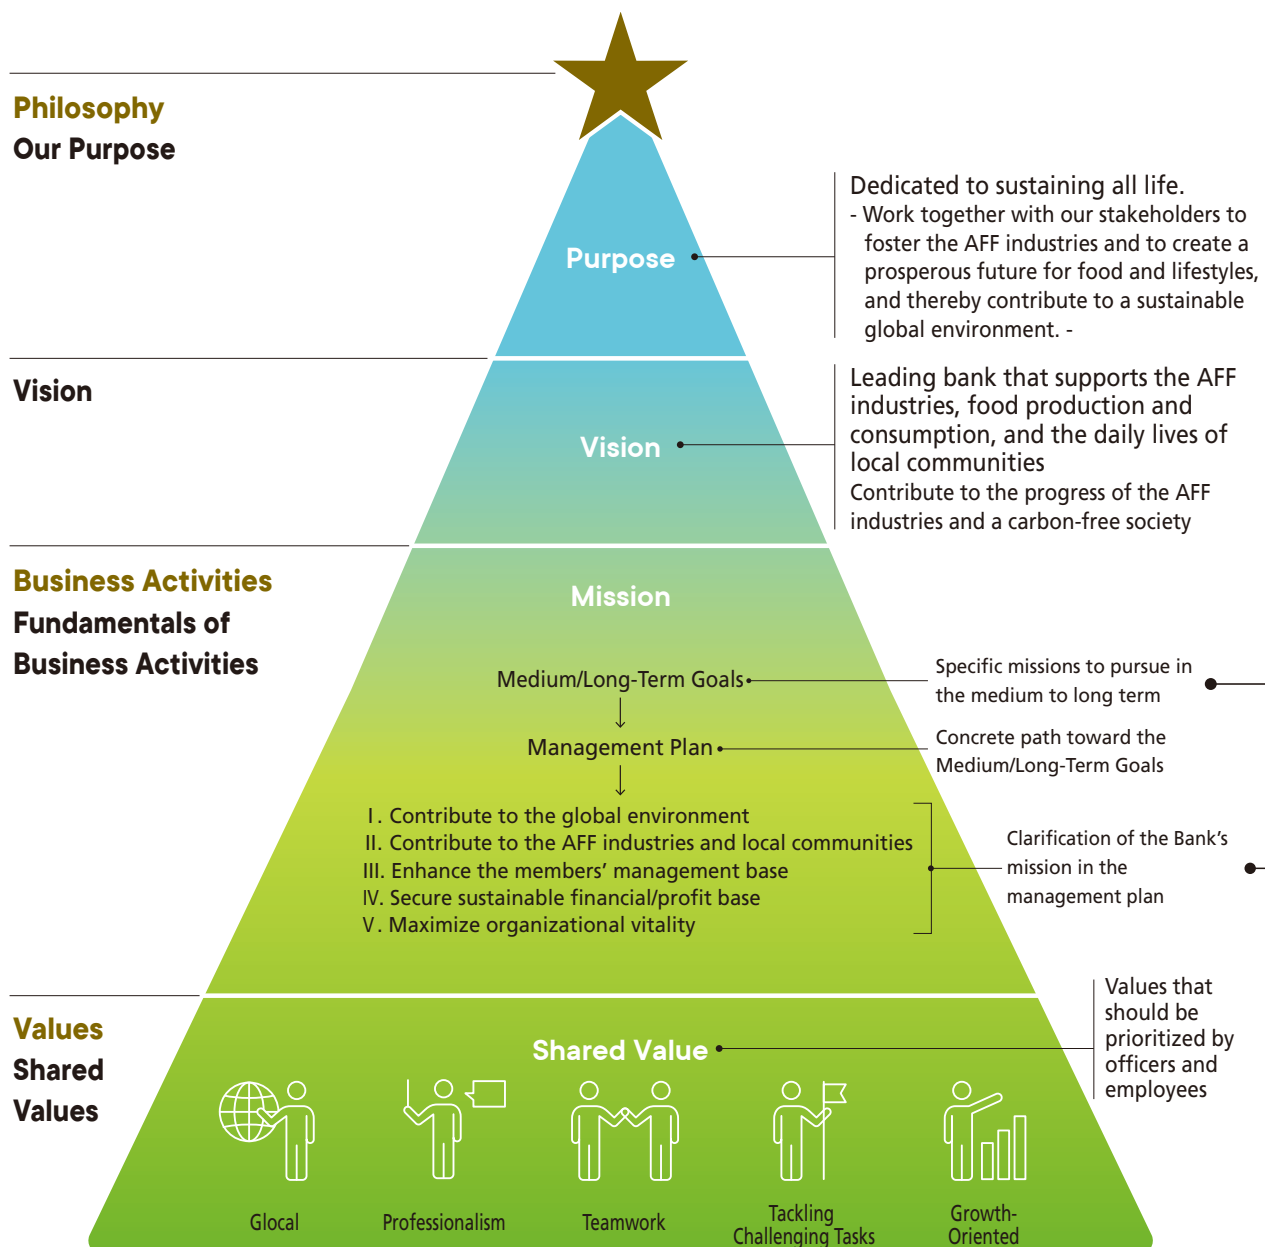 Philosophy
Our Purpose
Purpose
Dedicated to sustaining all life.
- Work together with our stakeholders to
foster the AFF industries and to create a
prosperous future for food and lifestyles,
and thereby contribute to a sustainable
global environment. -
Vision
Vision
Leading bank that supports the AFF
industries, food production and
consumption, and the daily lives of
local communities
Contribute to the progress of the AFF
industries and a carbon-free society
Business Activities
Fundamentals of
Business Activities
Mission
Medium/Long-Term Goals
Specific missions to pursue in
the medium to long term
Management Plan
Concrete path toward the
Medium/Long-Term Goals
I. Contribute to the global environment
II. Contribute to the AFF industries and local communities
III. Enhance the members’ management base
IV. Secure sustainable financial/profit base
V. Maximize organizational vitality
Clarification of the Bank’s
mission in the
management plan
Values
Shared
Values
Shared Value
Values that
should be
prioritized by
officers and
employees
Glocal
Professionalism
Teamwork
Tackling
Challenging Tasks
Growth-
Oriented